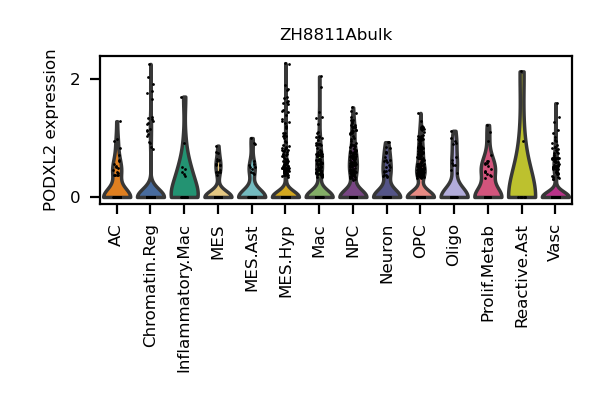 ZH8811Abulk
PODXL2 expression
2
0
AC
Chromatin.Reg
Inflammatory.Mac
MES
MES.Ast
MES.Hyp
Mac
NPC
Neuron
OPC
Oligo
Prolif.Metab
Reactive.Ast
Vasc